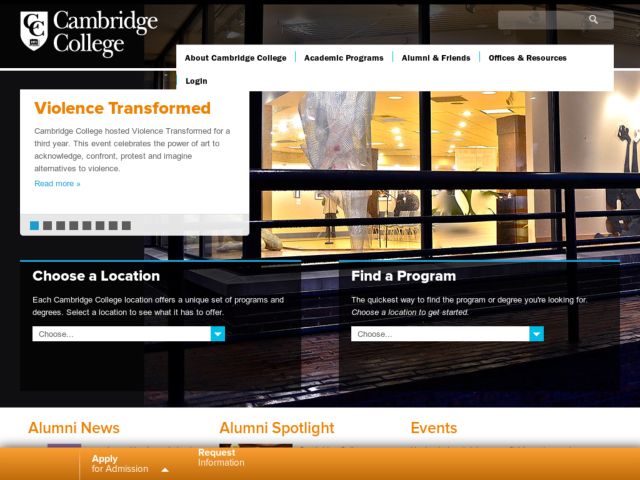 Cambridge
College
About Cambridge College
Academic Programs
Alumni & Friends
Offices & Resources
Login
Violence Transformed
Cambridge College hosted Violence Transformed for a
third year. This event celebrates the power of art to
acknowledge, confront, protest and imagine
alternatives to violence.
Read more »
Choose a Location
Each Cambridge College location offers a unique set of programs and
degrees. Select a location to see what it has to offer.
Choose...
Find a Program
The quickest way to find the program or degree you're looking for.
Choose a location to get started.
Choose...
Alumni News
Alumni Spotlight
Events
Apply
for Admission
Request
Information